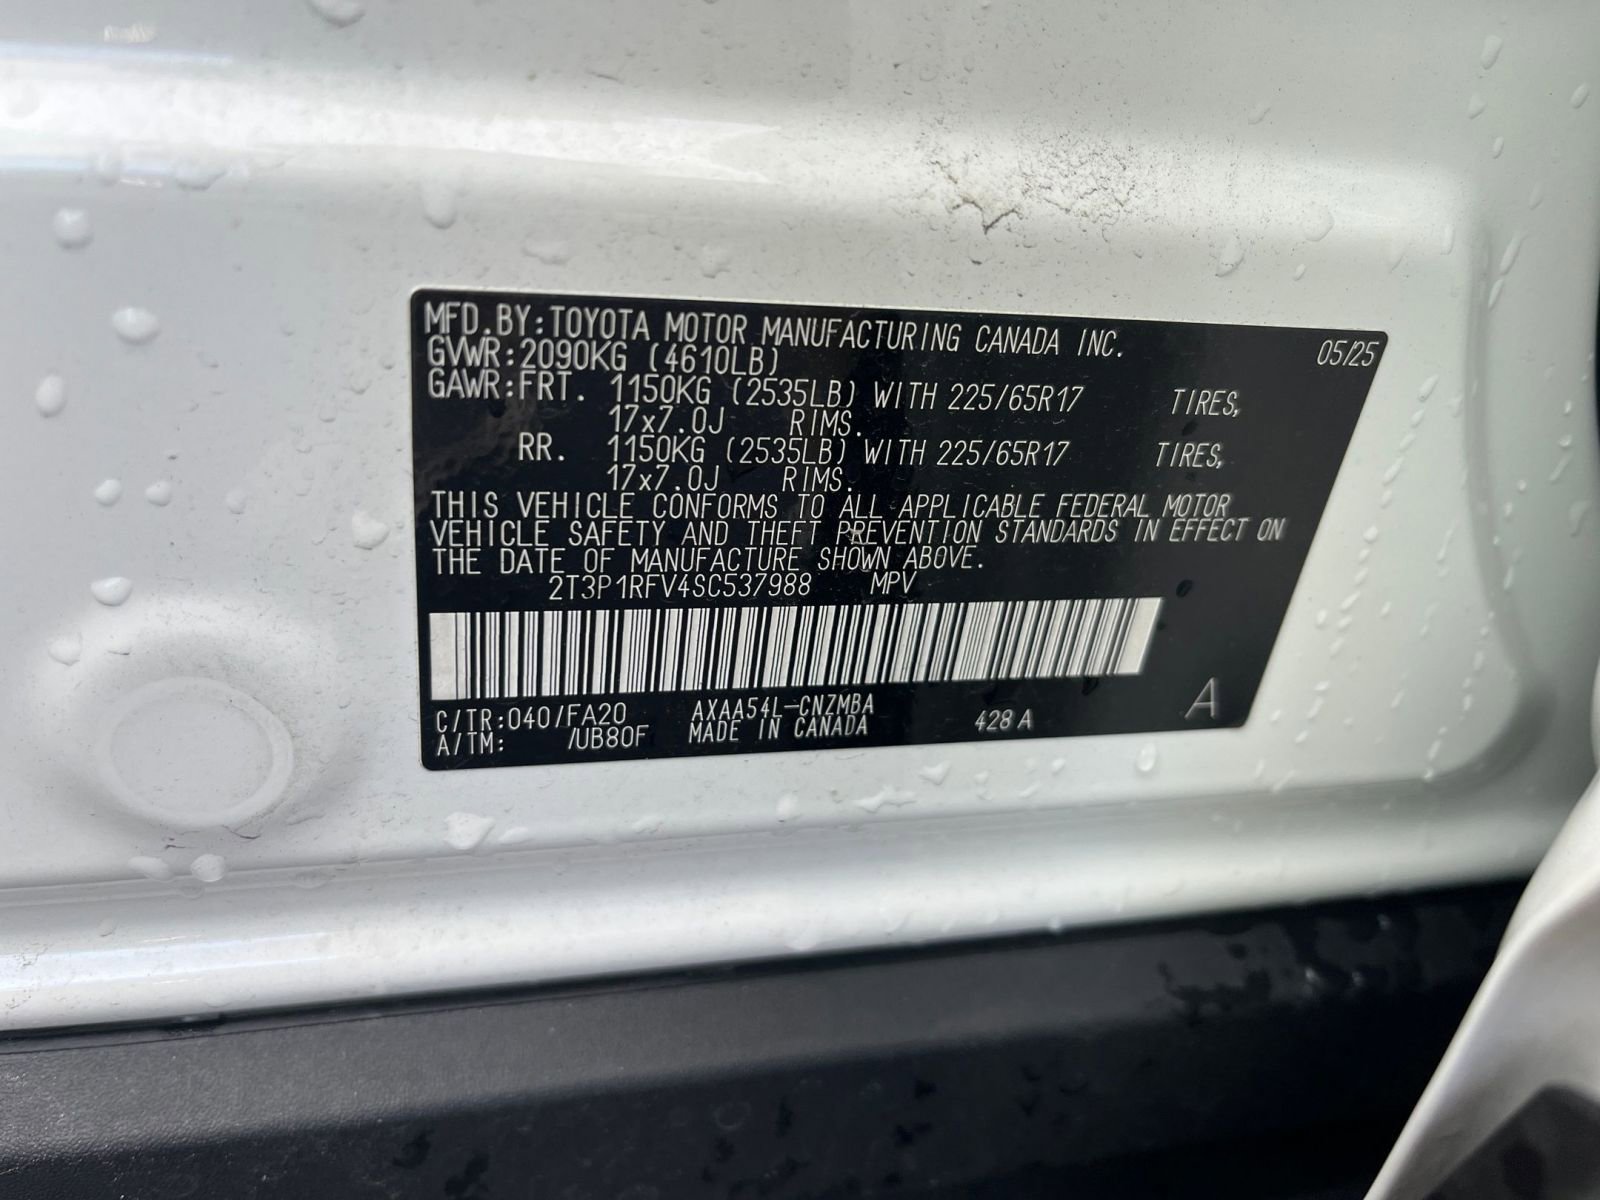 MFD.BY:TOYOTA MOTOR MANUFACTURING CANADA INC. 05/25
GVWR:2090KG (4610LB)
GAWR:FRT. 1150KG (2535LB) WITH 225/65R17 TIRES,
17x7.0J RIMS.
RR. 1150KG (2535LB) WITH 225/65R17 TIRES,
17x7.0J RIMS.
THIS VEHICLE CONFORMS TO ALL APPLICABLE FEDERAL MOTOR
VEHICLE SAFETY AND THEFT PREVENTION STANDARDS IN EFFECT ON
THE DATE OF MANUFACTURE SHOWN ABOVE.
2T3P1RFV4SC537988 MPV
C/TR:040/FA20 AXAA54L-CNZMBA 428A A
A/TM: /UB80F MADE IN CANADA